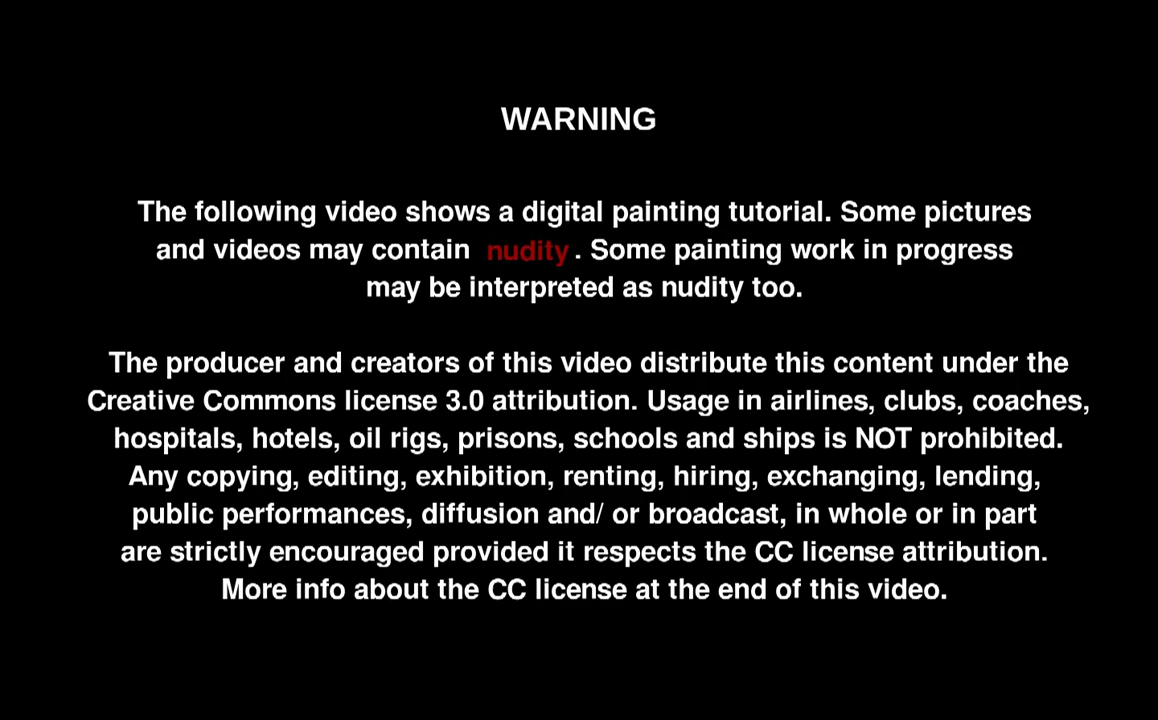 WARNING
The following video shows a digital painting tutorial. Some pictures
and videos may contain nudity. Some painting work in progress
may be interpreted as nudity too.
The producer and creators of this video distribute this content under the
Creative Commons license 3.0 attribution. Usage in airlines, clubs, coaches,
hospitals, hotels, oil rigs, prisons, schools and ships is NOT prohibited.
Any copying, editing, exhibition, renting, hiring, exchanging, lending,
public performances, diffusion and/ or broadcast, in whole or in part
are strictly encouraged provided it respects the CC license attribution.
More info about the CC license at the end of this video.